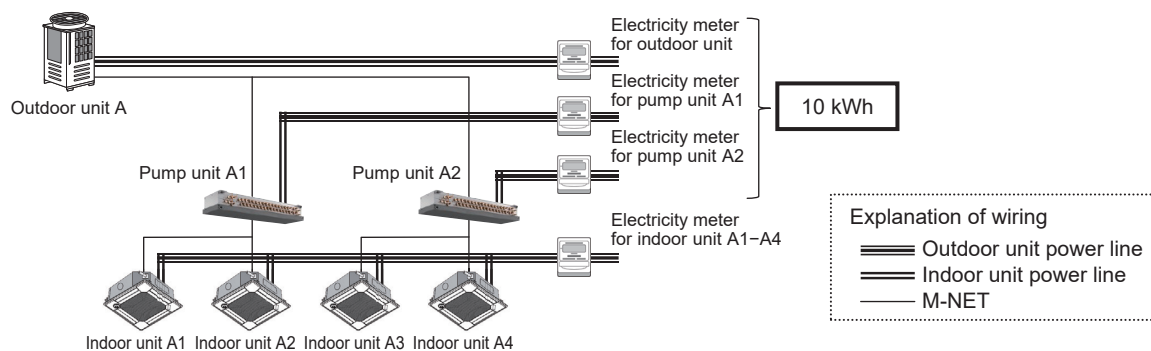 Electricity meter
for outdoor unit
Outdoor unit A
Electricity meter
for pump unit A1
10 kWh
Electricity meter
for pump unit A2
Pump unit A1
Pump unit A2
Electricity meter
for indoor unit A1−A4
Explanation of wiring
Outdoor unit power line
Indoor unit power line
M-NET
Indoor unit A1 Indoor unit A2 Indoor unit A3 Indoor unit A4